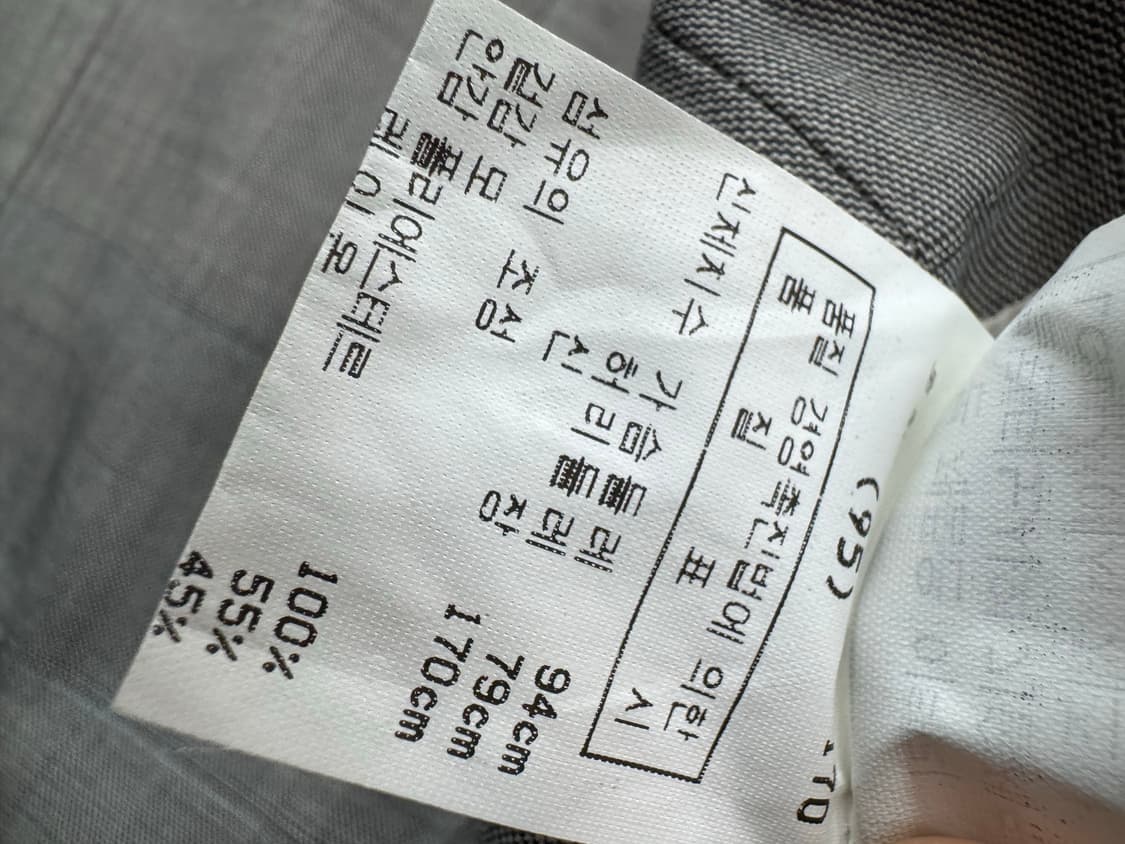 (95)
품질경영촉진법에 의한
품 질 표 시
신체치수 가슴둘레 94cm
허리둘레 79cm
신 장 170cm
섬유의 조성
겉감 모 100%
안감 폴리에스테르 55%
레이온 45%